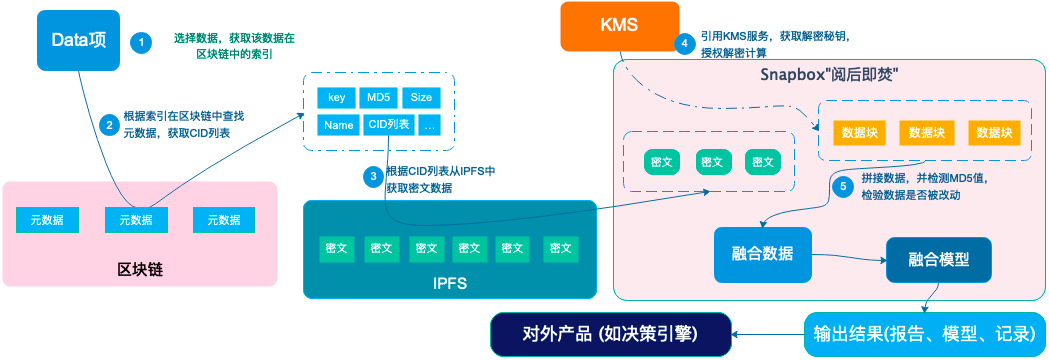 Data项
1
选择数据，获取该数据在
区块链中的索引
KMS
4
引用KMS服务，获取解密秘钥，
授权解密计算
Snapbox"阅后即焚"
key
MD5
Size
Name
CID列表
...
2
根据索引在区块链中查找
元数据，获取CID列表
数据块
数据块
数据块
密文
密文
密文
3
根据CID列表从IPFS中
获取密文数据
5
拼接数据，并检测MD5值，
检验数据是否被改动
元数据
元数据
元数据
区块链
密文
密文
密文
密文
密文
密文
IPFS
融合数据
融合模型
对外产品 (如决策引擎)
输出结果(报告、模型、记录)